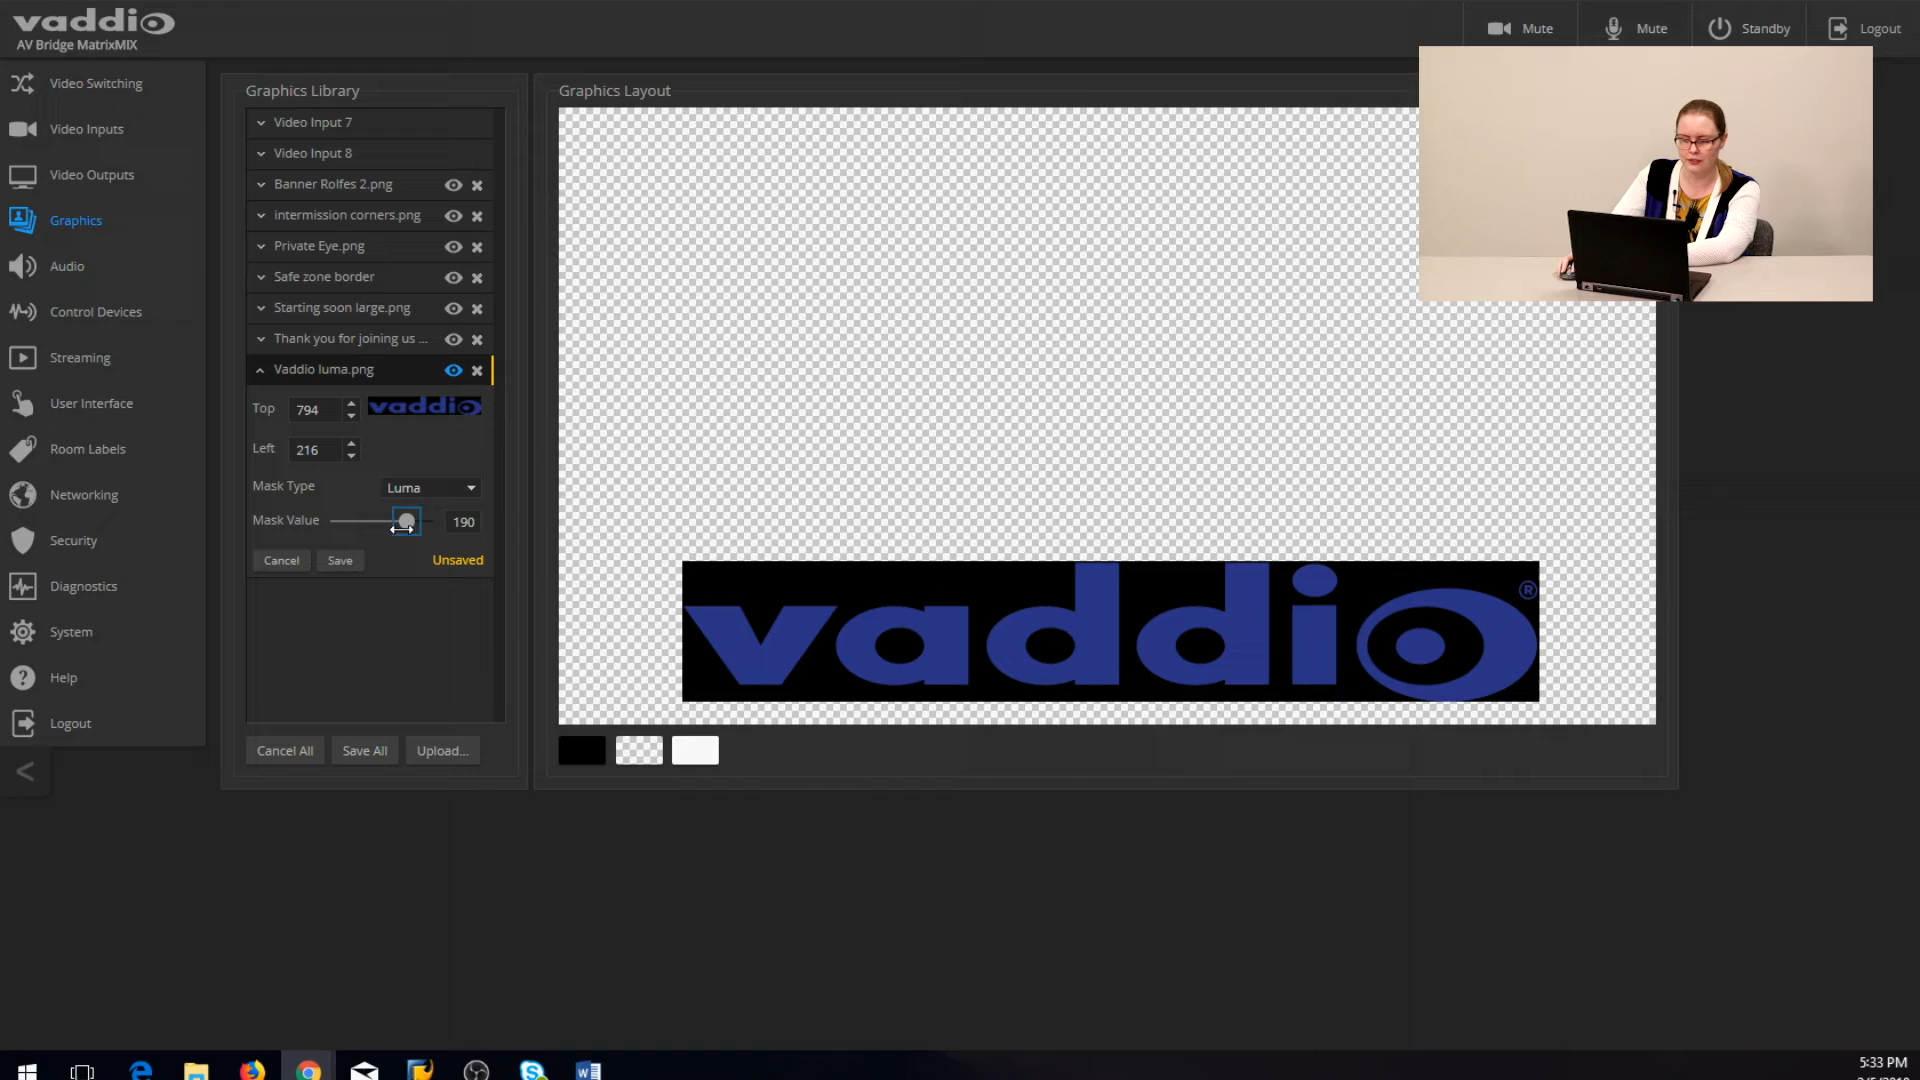 vaddio
AV Bridge MatrixMIX
Mute
Mute
Standby
Logout
Video Switching
Video Inputs
Video Outputs
Graphics
Audio
Control Devices
Streaming
User Interface
Room Labels
Networking
Security
Diagnostics
System
Help
Logout
<
Graphics Library
Video Input 7
Video Input 8
Banner Rolfes 2.png
intermission corners.png
Private Eye.png
Safe zone border
Starting soon large.png
Thank you for joining us ...
Vaddio luma.png
Top 794
vaddio
Left 216
Mask Type Luma
Mask Value 190
Cancel Save Unsaved
Cancel All Save All Upload...
Graphics Layout
vaddio®
5:33 PM